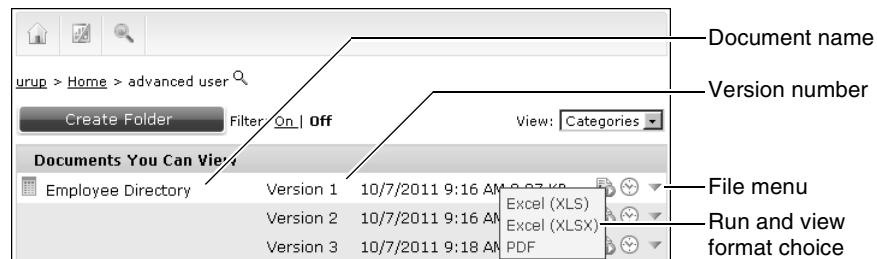 Document name
urup > Home > advanced user
Version number
Create Folder Filter: On | Off View: Categories
Documents You Can View
Employee Directory Version 1 10/7/2011 9:16 AM
File menu
Excel (XLS)
Version 2 10/7/2011 9:16 AM
Excel (XLSX)
Run and view
format choice
Version 3 10/7/2011 9:18 AM
PDF